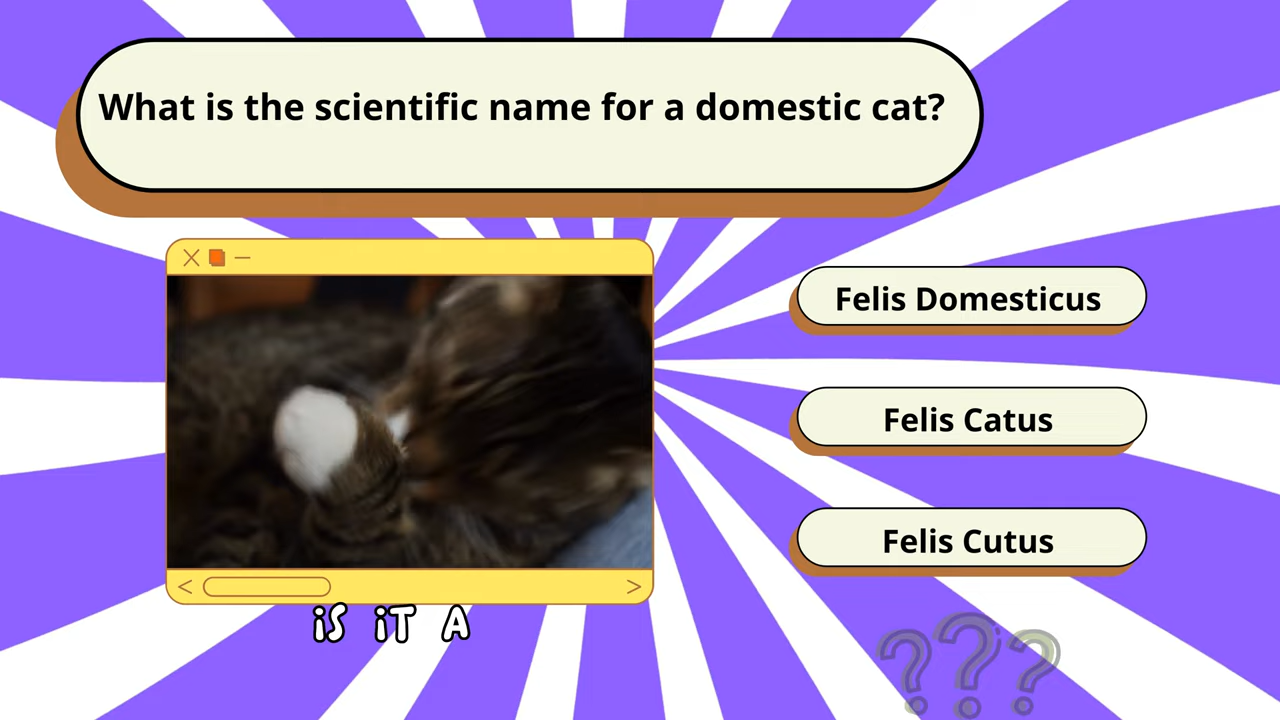 What is the scientific name for a domestic cat?
Felis Domesticus
Felis Catus
Felis Cutus
iS iT A
???